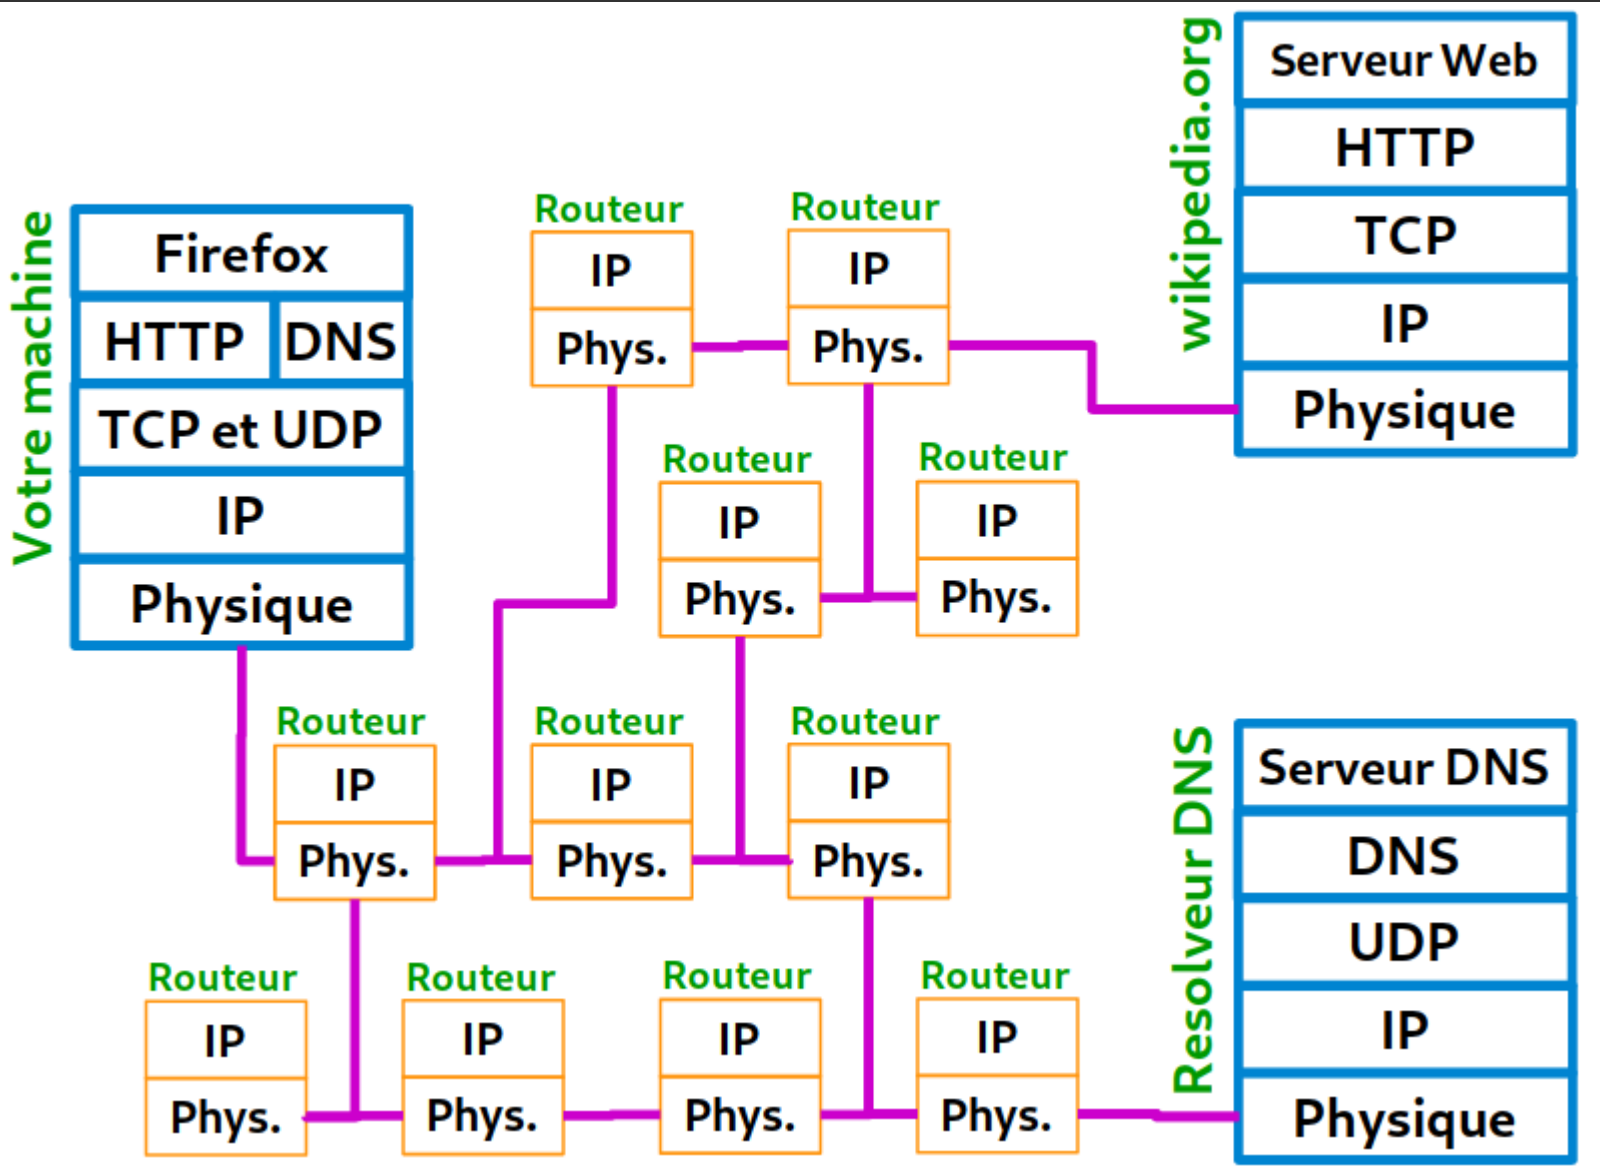 Votre machine
Firefox
HTTP
DNS
TCP et UDP
IP
Physique
Routeur
IP
Phys.
Routeur
IP
Phys.
wikipedia.org
Serveur Web
HTTP
TCP
IP
Physique
Routeur
IP
Phys.
Routeur
IP
Phys.
Routeur
IP
Phys.
Routeur
IP
Phys.
Routeur
IP
Phys.
Resolveur DNS
Serveur DNS
DNS
UDP
IP
Physique
Routeur
IP
Phys.
Routeur
IP
Phys.
Routeur
IP
Phys.
Routeur
IP
Phys.